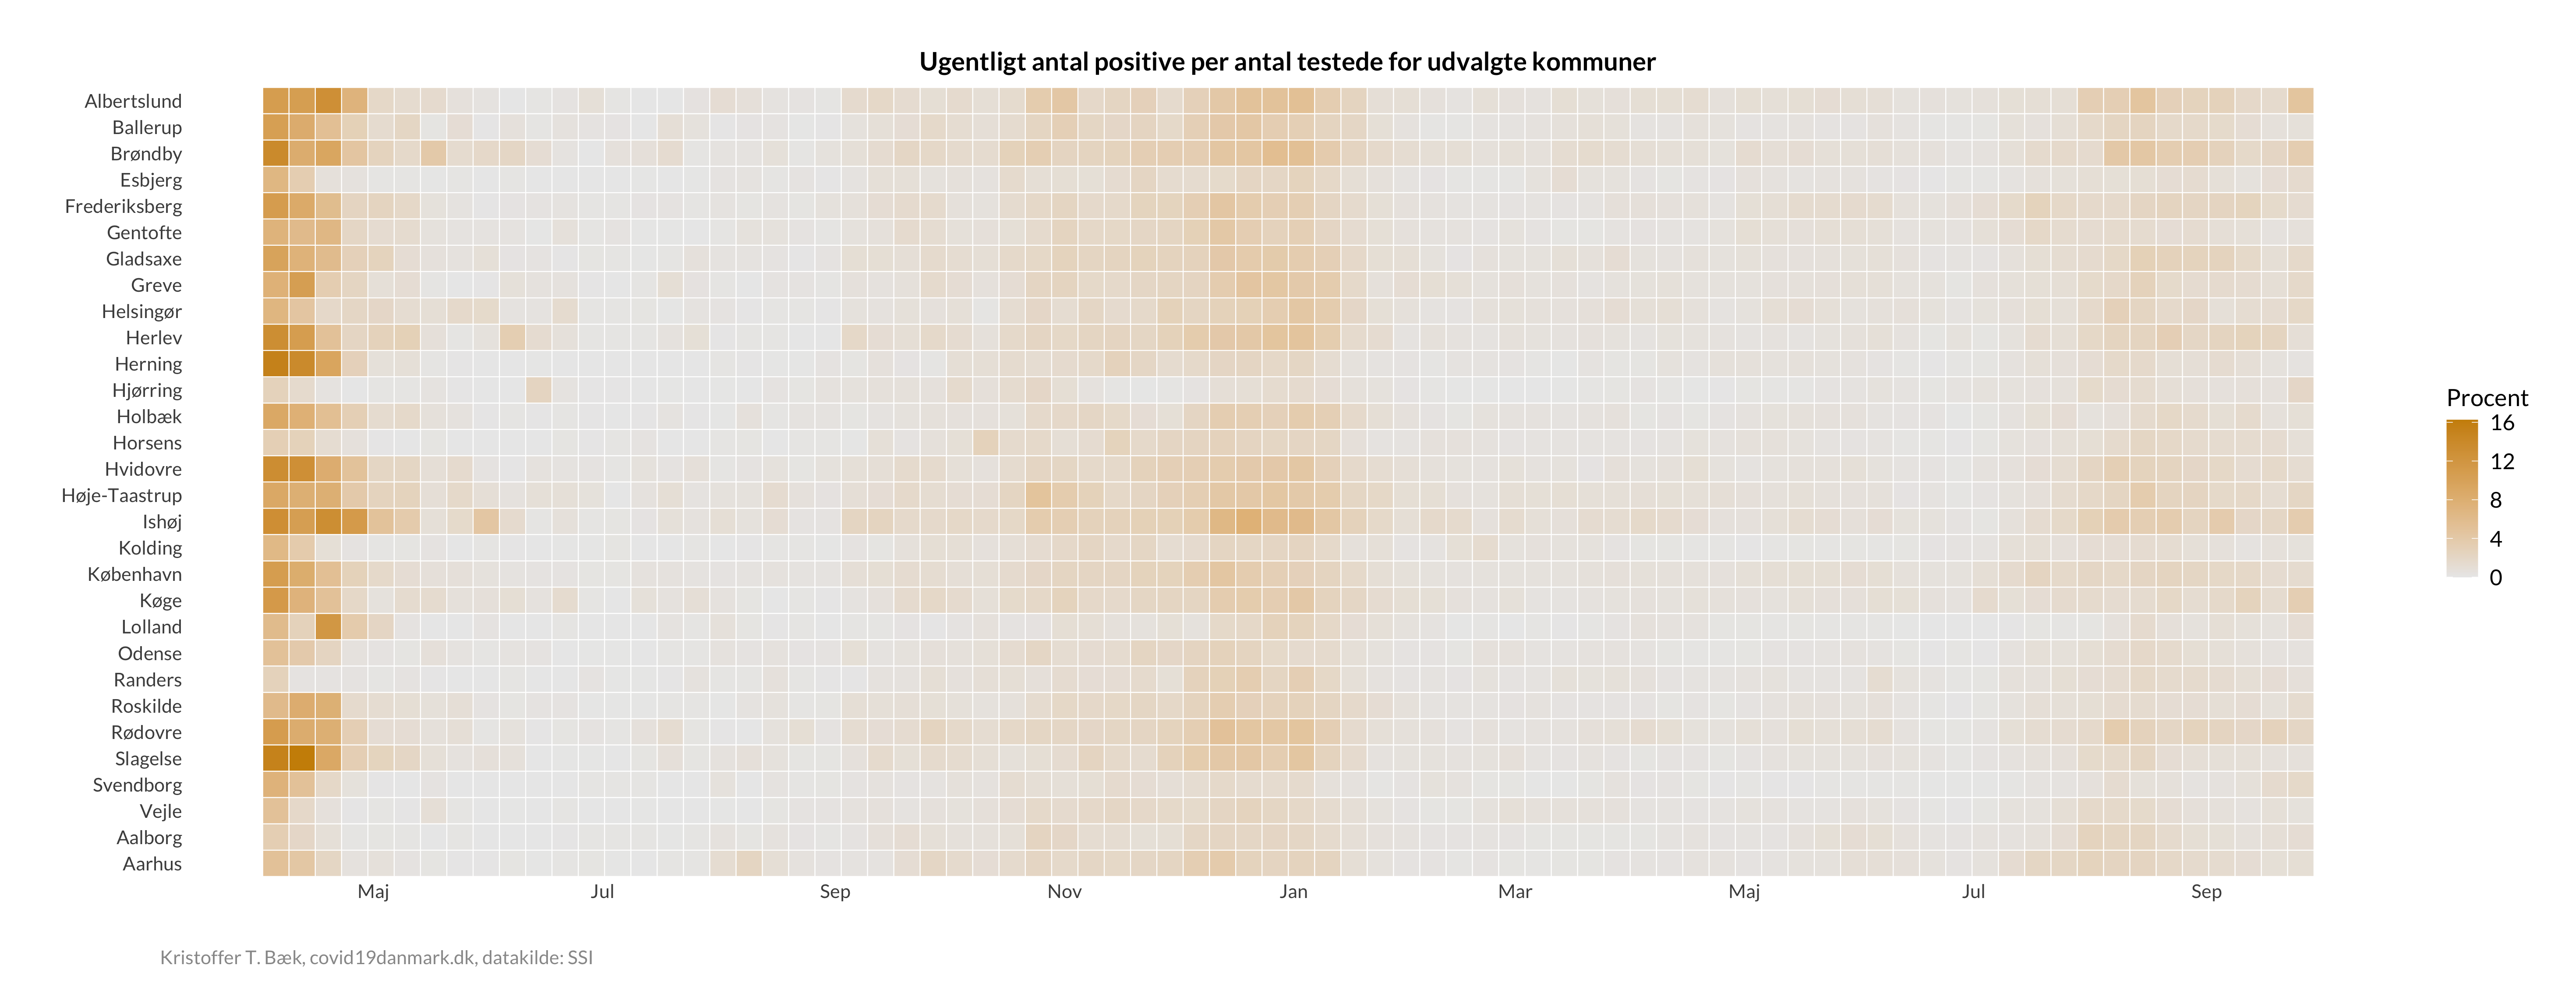 Ugentligt antal positive per antal testede for udvalgte kommuner
Albertslund
Ballerup
Brøndby
Esbjerg
Frederiksberg
Gentofte
Gladsaxe
Greve
Helsingør
Herlev
Herning
Hjørring
Holbæk
Horsens
Hvidovre
Høje-Taastrup
Ishøj
Kolding
København
Køge
Lolland
Odense
Randers
Roskilde
Rødovre
Slagelse
Svendborg
Vejle
Aalborg
Aarhus
Maj Jul Sep Nov Jan Mar Maj Jul Sep
Procent
16
12
8
4
0
Kristoffer T. Bæk, covid19danmark.dk, datakilde: SSI